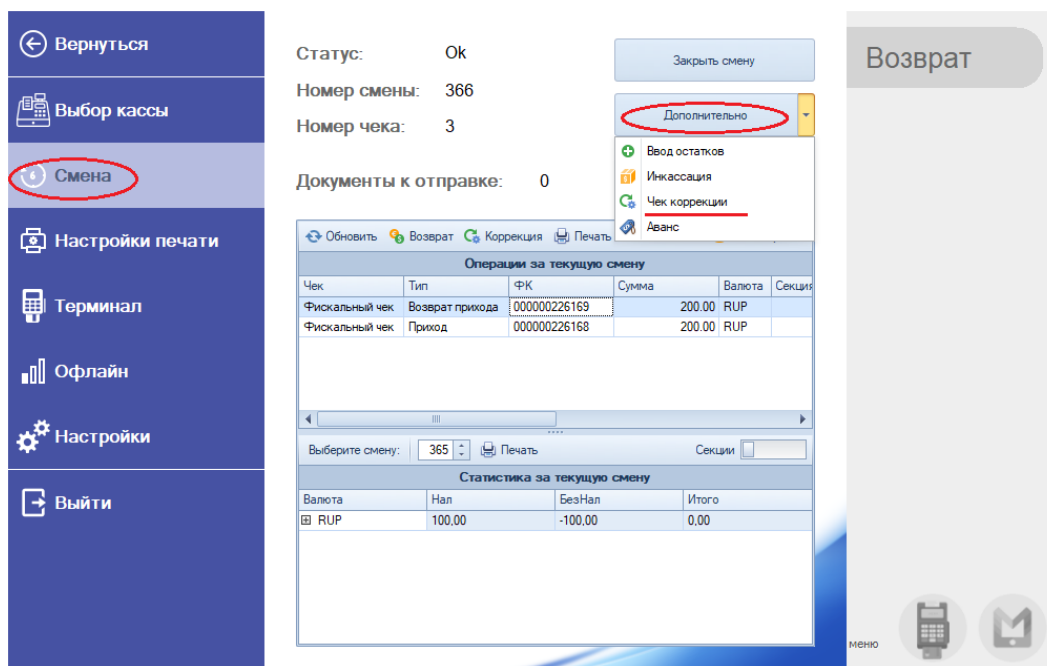 Вернуться
Выбор кассы
6
Смена
Настройки печати
Терминал
Офлайн
Настройки
Выйти
Статус: Ok
Номер смены: 366
Номер чека: 3
Документы к отправке: 0
Закрыть смену
Дополнительно
Ввод остатков
Инкассация
Чек коррекции
Аванс
Возврат
Обновить Возврат Коррекция Печать
Операции за текущую смену
Чек Тип ФК Сумма Валюта Секция
Фискальный чек Возврат прихода 000000226169 200.00 RUP
Фискальный чек Приход 000000226168 200.00 RUP
Выберите смену: 365 Печать Секции
Статистика за текущую смену
Валюта Нал БезНал Итого
RUP 100,00 -100,00 0,00
меню